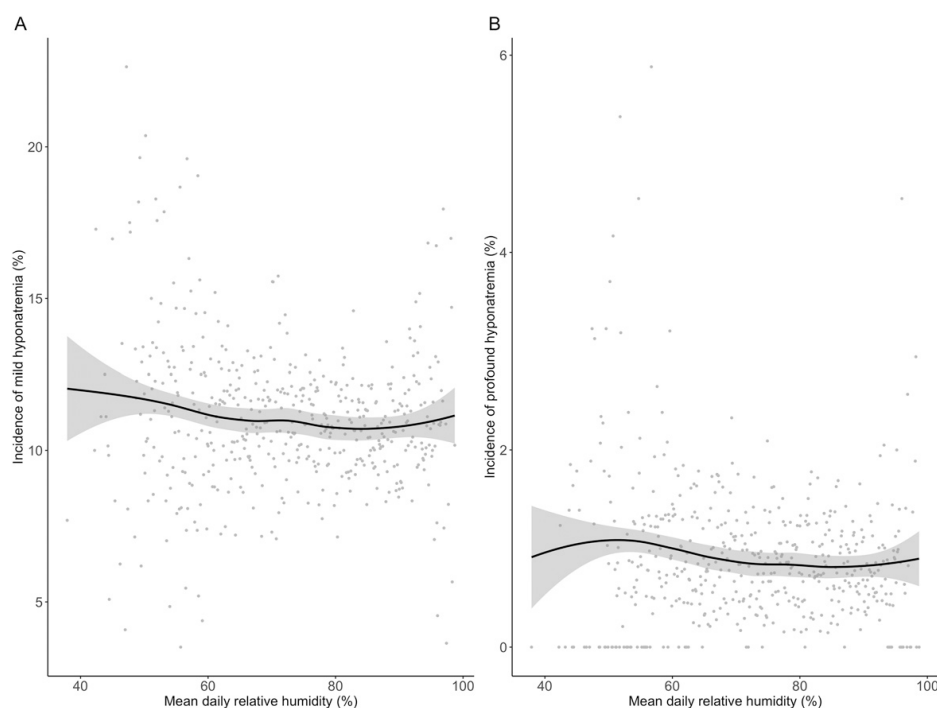 A
20
15
10
5
Incidence of mild hyponatremia (%)
40 60 80 100
Mean daily relative humidity (%)
B
6
4
2
0
Incidence of profound hyponatremia (%)
40 60 80 100
Mean daily relative humidity (%)